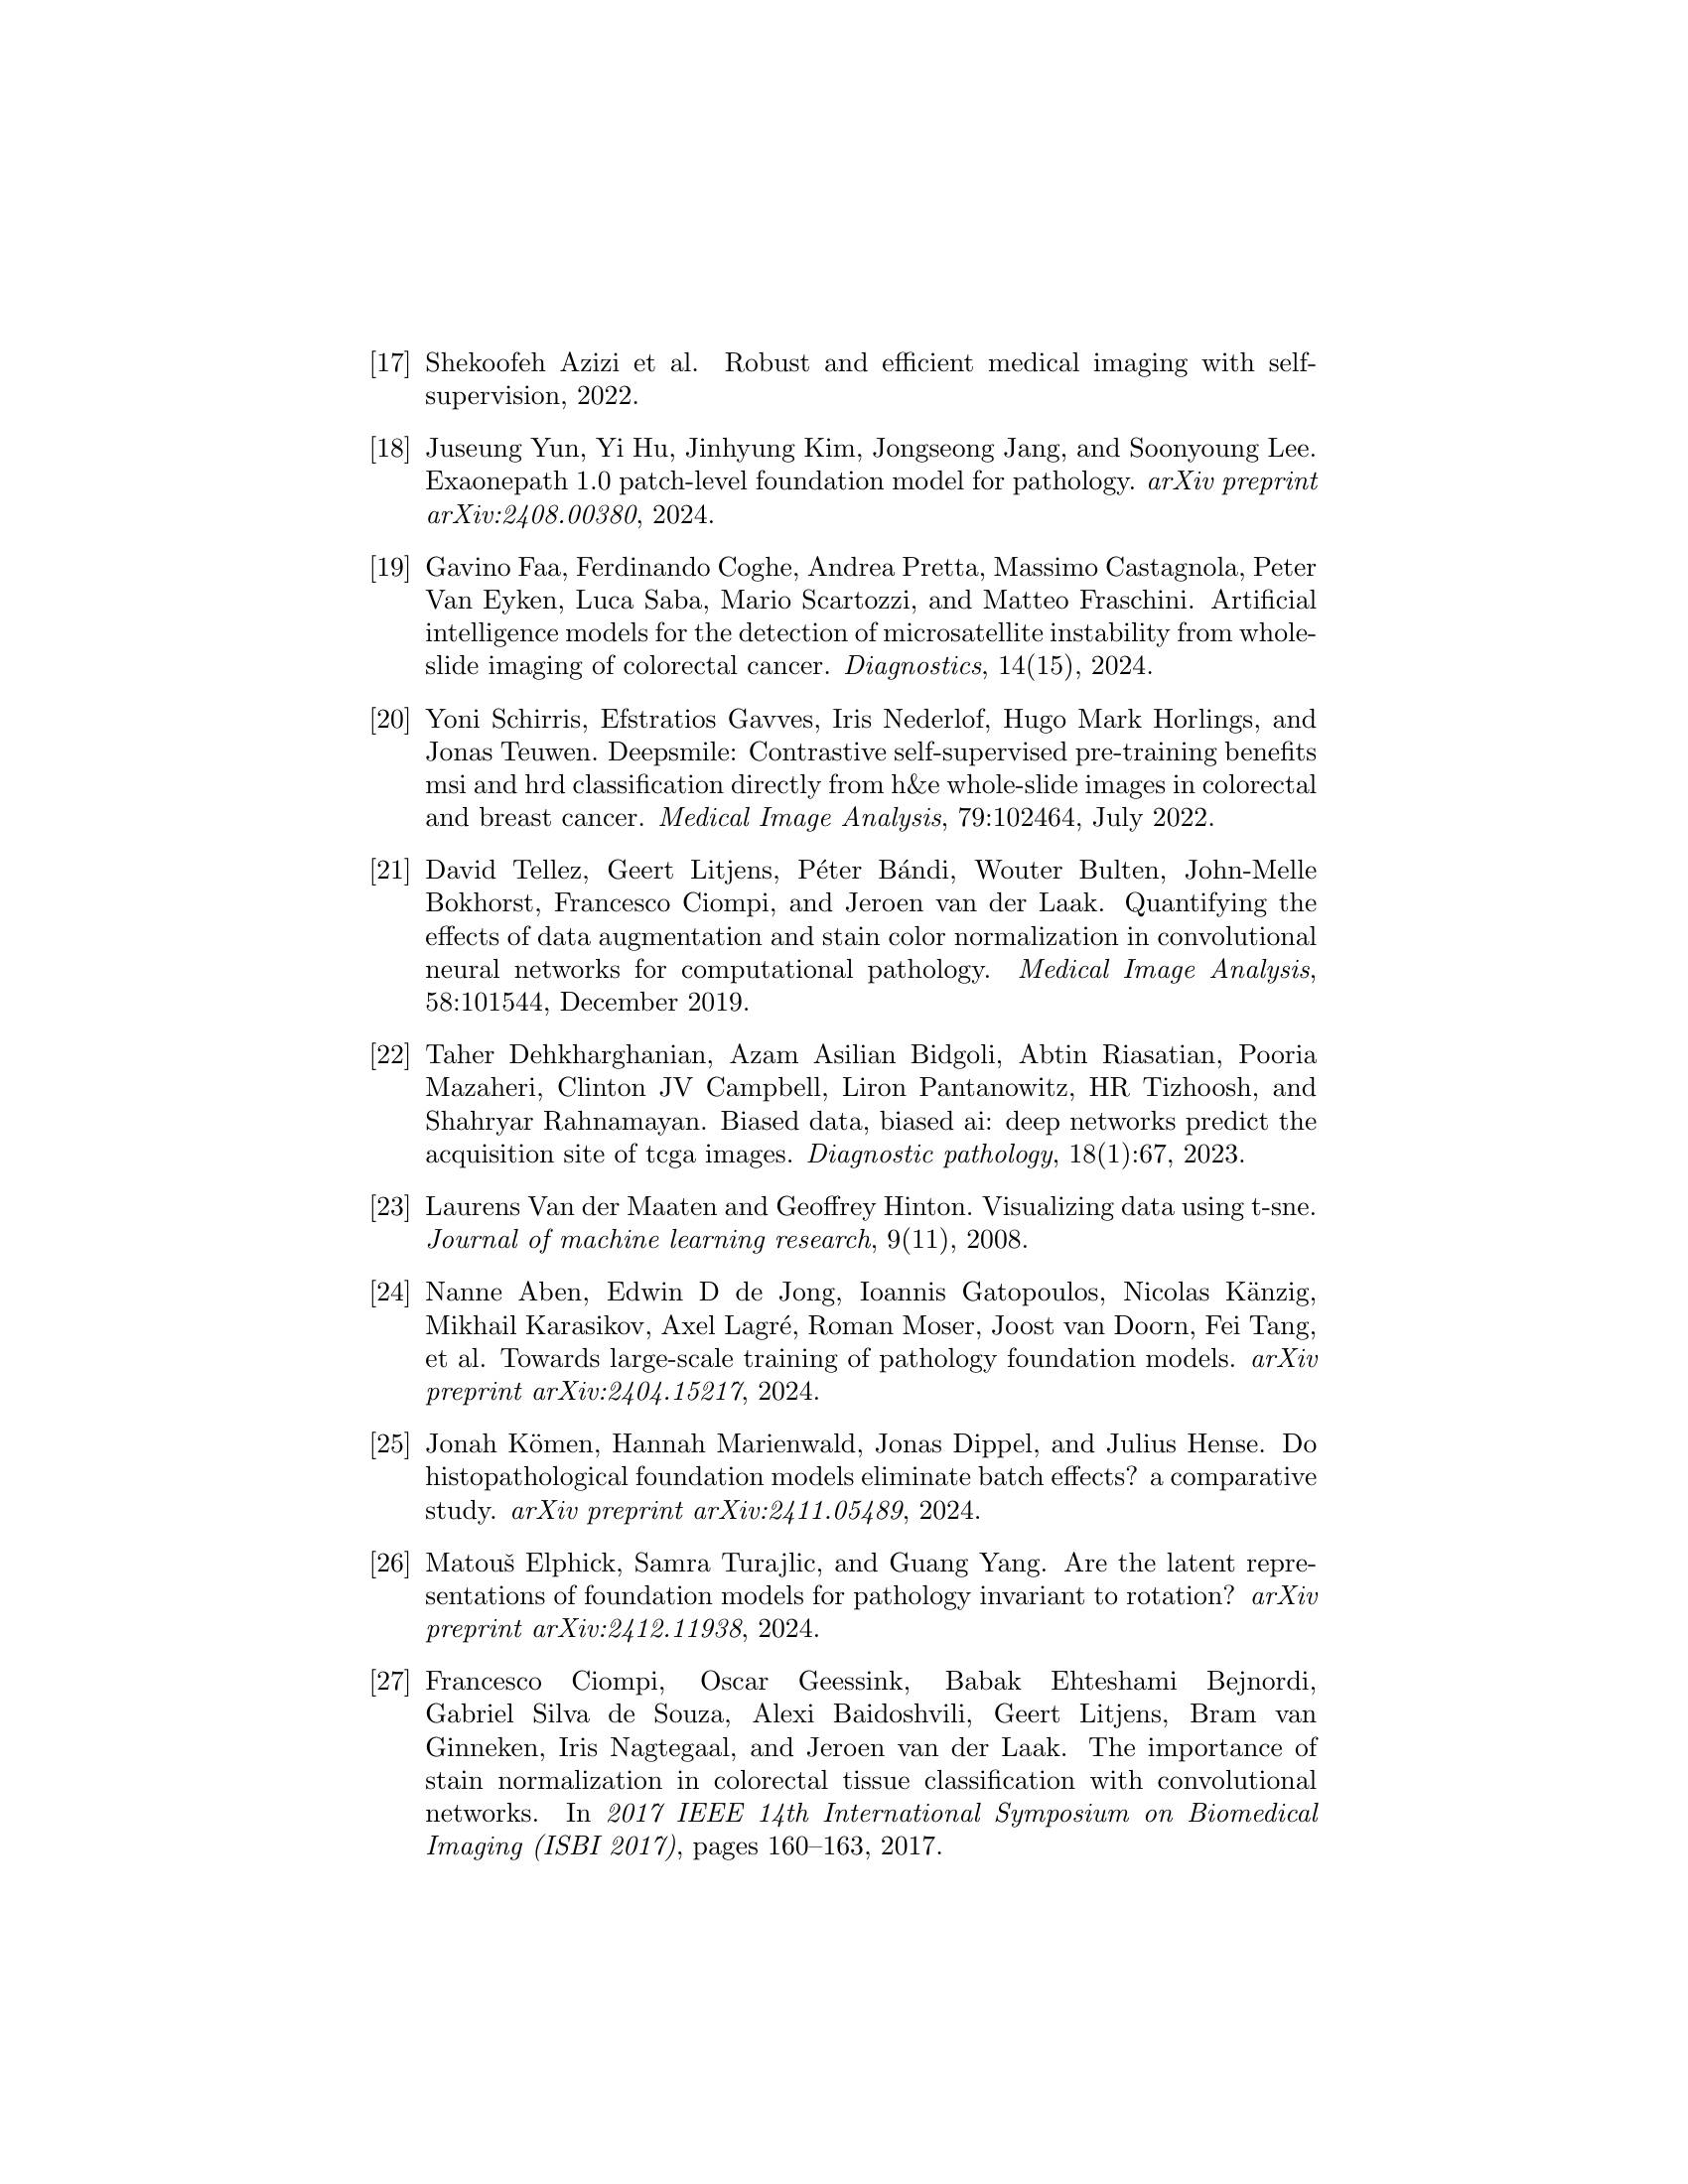 [17] Shekoofeh Azizi et al. Robust and efficient medical imaging with self-
supervision, 2022.
[18] Juseung Yun, Yi Hu, Jinhyung Kim, Jongseong Jang, and Soonyoung Lee.
Exaonepath 1.0 patch-level foundation model for pathology. arXiv preprint
arXiv:2408.00380, 2024.
[19] Gavino Faa, Ferdinando Coghe, Andrea Pretta, Massimo Castagnola, Peter
Van Eyken, Luca Saba, Mario Scartozzi, and Matteo Fraschini. Artificial
intelligence models for the detection of microsatellite instability from whole-
slide imaging of colorectal cancer. Diagnostics, 14(15), 2024.
[20] Yoni Schirris, Efstratios Gavves, Iris Nederlof, Hugo Mark Horlings, and
Jonas Teuwen. Deepsmile: Contrastive self-supervised pre-training benefits
msi and hrd classification directly from h&e whole-slide images in colorectal
and breast cancer. Medical Image Analysis, 79:102464, July 2022.
[21] David Tellez, Geert Litjens, Péter Bándi, Wouter Bulten, John-Melle
Bokhorst, Francesco Ciompi, and Jeroen van der Laak. Quantifying the
effects of data augmentation and stain color normalization in convolutional
neural networks for computational pathology. Medical Image Analysis,
58:101544, December 2019.
[22] Taher Dehkharghanian, Azam Asilian Bidgoli, Abtin Riasatian, Pooria
Mazaheri, Clinton JV Campbell, Liron Pantanowitz, HR Tizhoosh, and
Shahryar Rahnamayan. Biased data, biased ai: deep networks predict the
acquisition site of tcga images. Diagnostic pathology, 18(1):67, 2023.
[23] Laurens Van der Maaten and Geoffrey Hinton. Visualizing data using t-sne.
Journal of machine learning research, 9(11), 2008.
[24] Nanne Aben, Edwin D de Jong, Ioannis Gatopoulos, Nicolas Känzig,
Mikhail Karasikov, Axel Lagré, Roman Moser, Joost van Doorn, Fei Tang,
et al. Towards large-scale training of pathology foundation models. arXiv
preprint arXiv:2404.15217, 2024.
[25] Jonah Kömen, Hannah Marienwald, Jonas Dippel, and Julius Hense. Do
histopathological foundation models eliminate batch effects? a comparative
study. arXiv preprint arXiv:2411.05489, 2024.
[26] Matouš Elphick, Samra Turajlic, and Guang Yang. Are the latent repre-
sentations of foundation models for pathology invariant to rotation? arXiv
preprint arXiv:2412.11938, 2024.
[27] Francesco Ciompi, Oscar Geessink, Babak Ehteshami Bejnordi,
Gabriel Silva de Souza, Alexi Baidoshvili, Geert Litjens, Bram van
Ginneken, Iris Nagtegaal, and Jeroen van der Laak. The importance of
stain normalization in colorectal tissue classification with convolutional
networks. In 2017 IEEE 14th International Symposium on Biomedical
Imaging (ISBI 2017), pages 160–163, 2017.